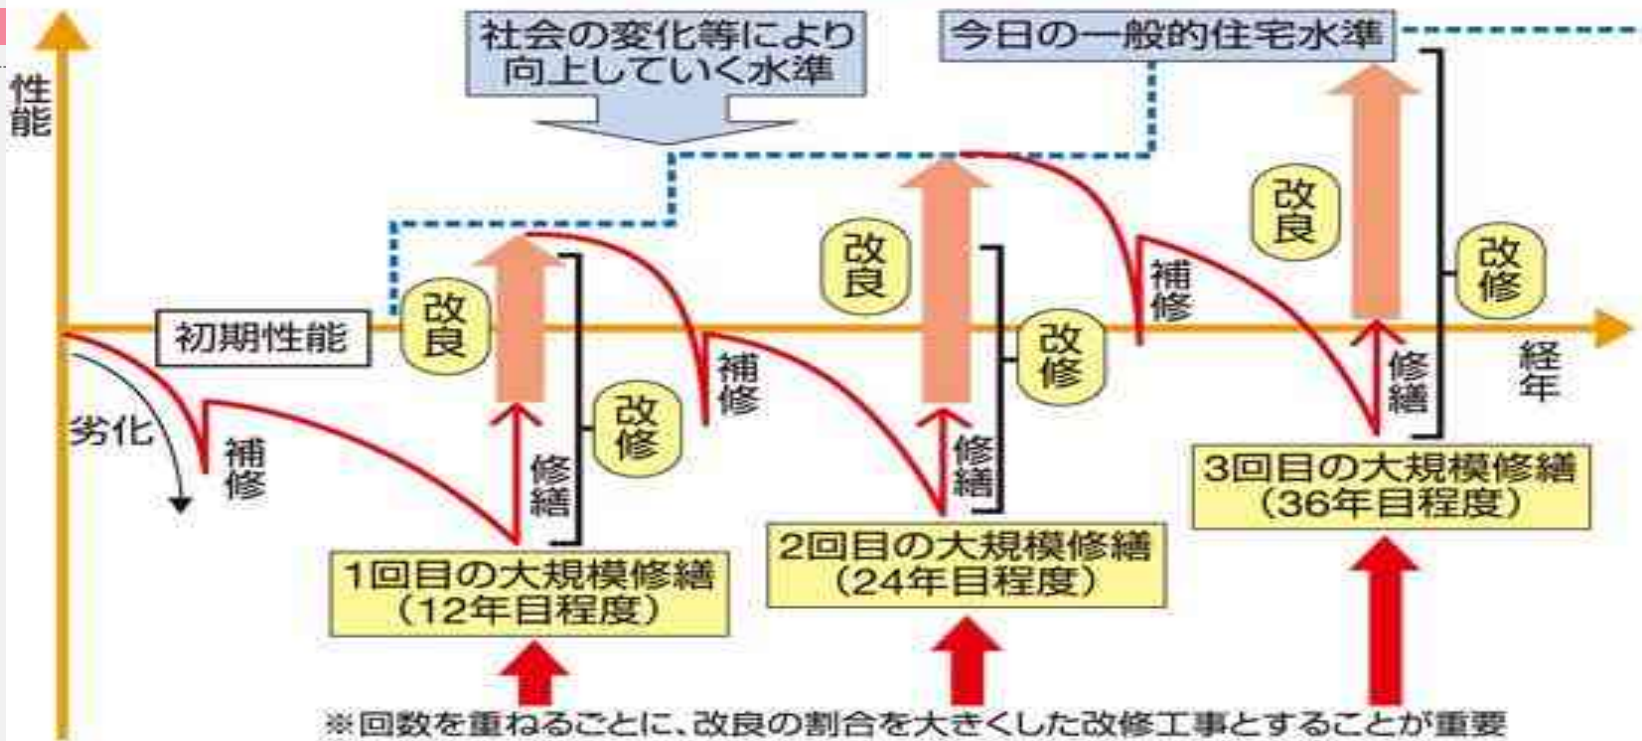 社会の変化等により
向上していく水準
今日の一般的住宅水準
性能
改良
改良
改良
改修
改修
改修
初期性能
劣化
補修
補修
補修
修繕
修繕
修繕
経年
1回目の大規模修繕
(12年目程度)
2回目の大規模修繕
(24年目程度)
3回目の大規模修繕
(36年目程度)
※回数を重ねるごとに、改良の割合を大きくした改修工事とすることが重要